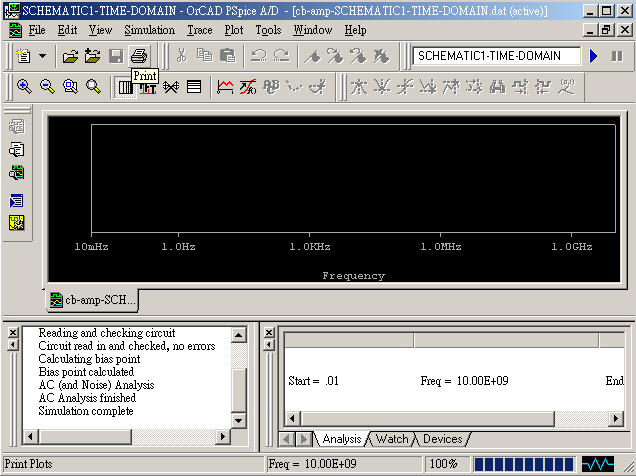 SCHEMATIC1-TIME-DOMAIN - OrCAD PSpice A/D - [cb-amp-SCHEMATIC1-TIME-DOMAIN.dat (active)]
File Edit View Simulation Trace Plot Tools Window Help
SCHEMATIC1-TIME-DOMAIN
Print
10mHz 1.0Hz 1.0KHz 1.0MHz 1.0GHz
Frequency
cb-amp-SCH...
Reading and checking circuit
Circuit read in and checked, no errors
Calculating bias point
Bias point calculated
AC (and Noise) Analysis
AC Analysis finished
Simulation complete
Start = .01 Freq = 10.00E+09 End
Analysis Watch Devices
Print Plots Freq = 10.00E+09 100%